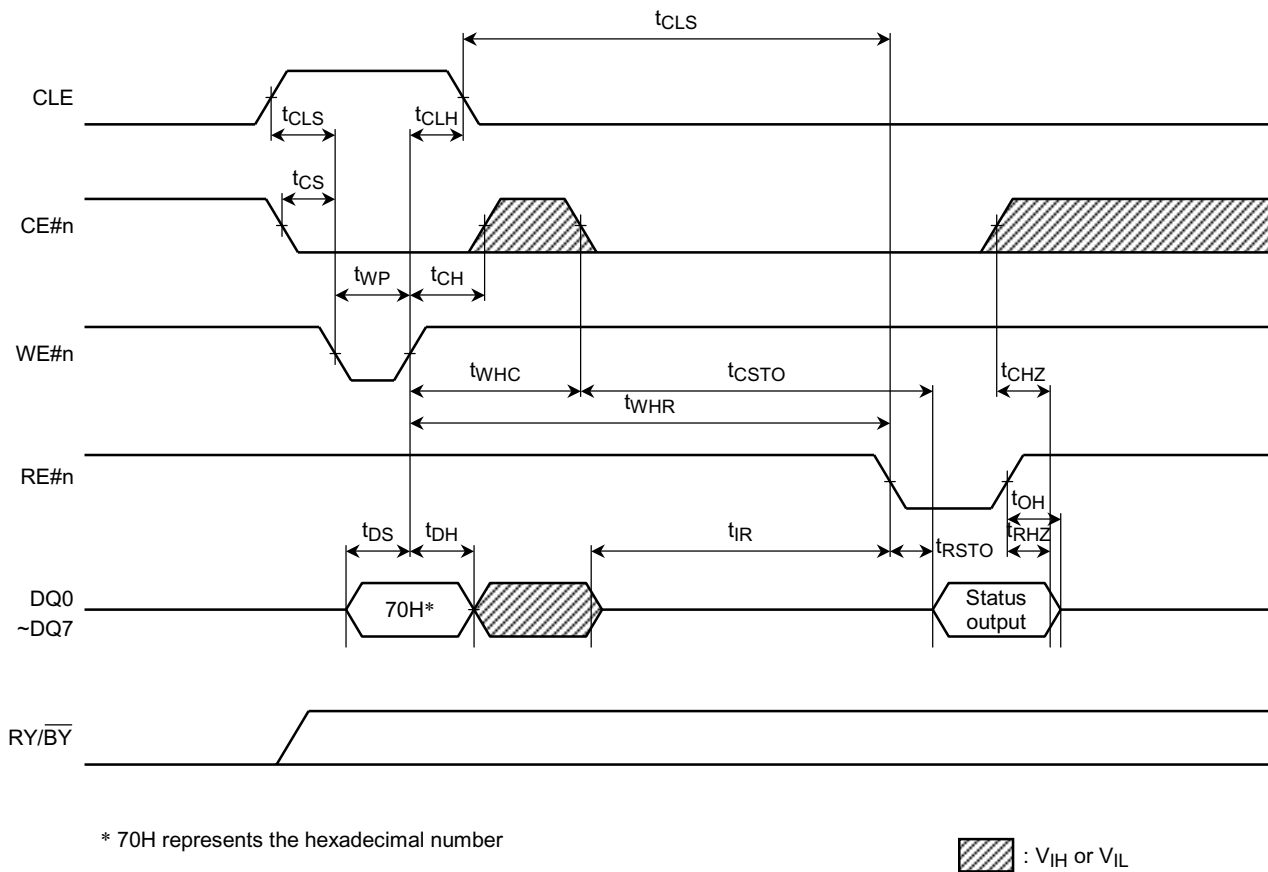 tCLS
CLE
tCLS
tCLH
tCS
CE#n
tWP
tCH
WE#n
tWHC
tCSTO
tCHZ
tWHR
RE#n
tOH
tDS
tDH
tIR
tRSTO
tRHZ
DQ0
~DQ7
70H*
Status
output
RY/BY
* 70H represents the hexadecimal number
: VIH or VIL